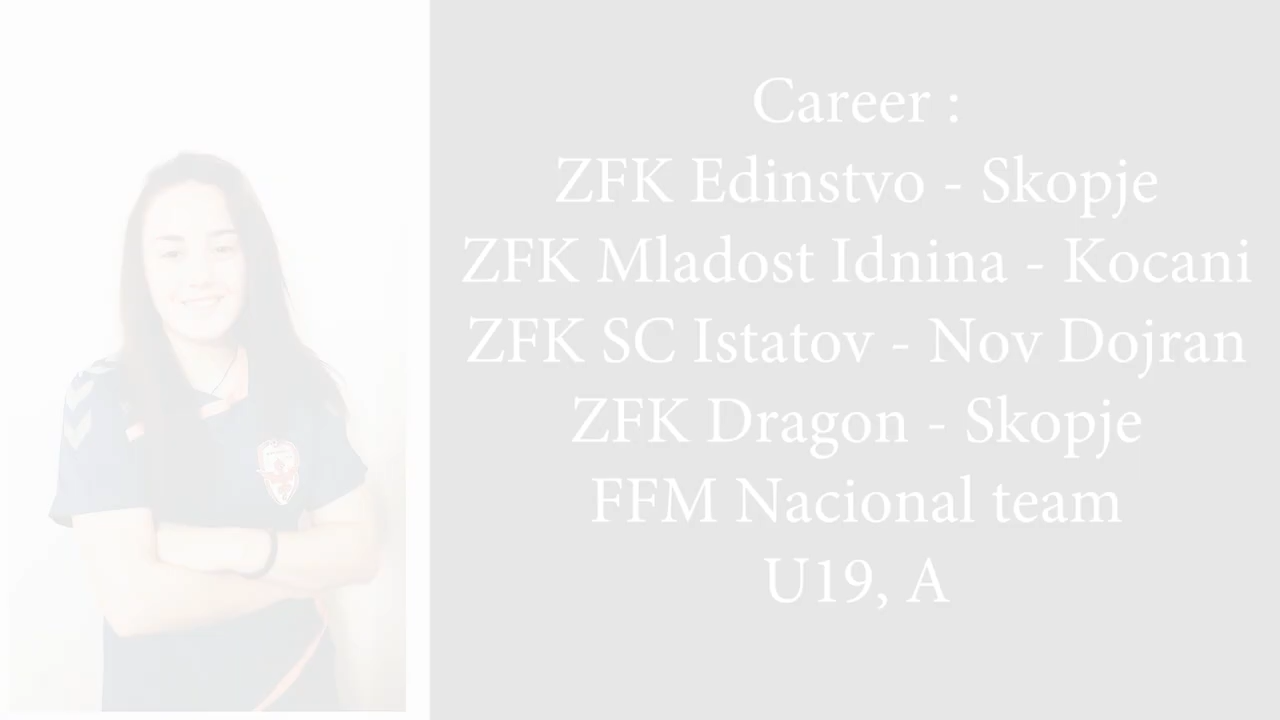 Career :
ZFK Edinstvo - Skopje
ZFK Mladost Idnina - Kocani
ZFK SC Istatov - Nov Dojran
ZFK Dragon - Skopje
FFM Nacional team
U19, A